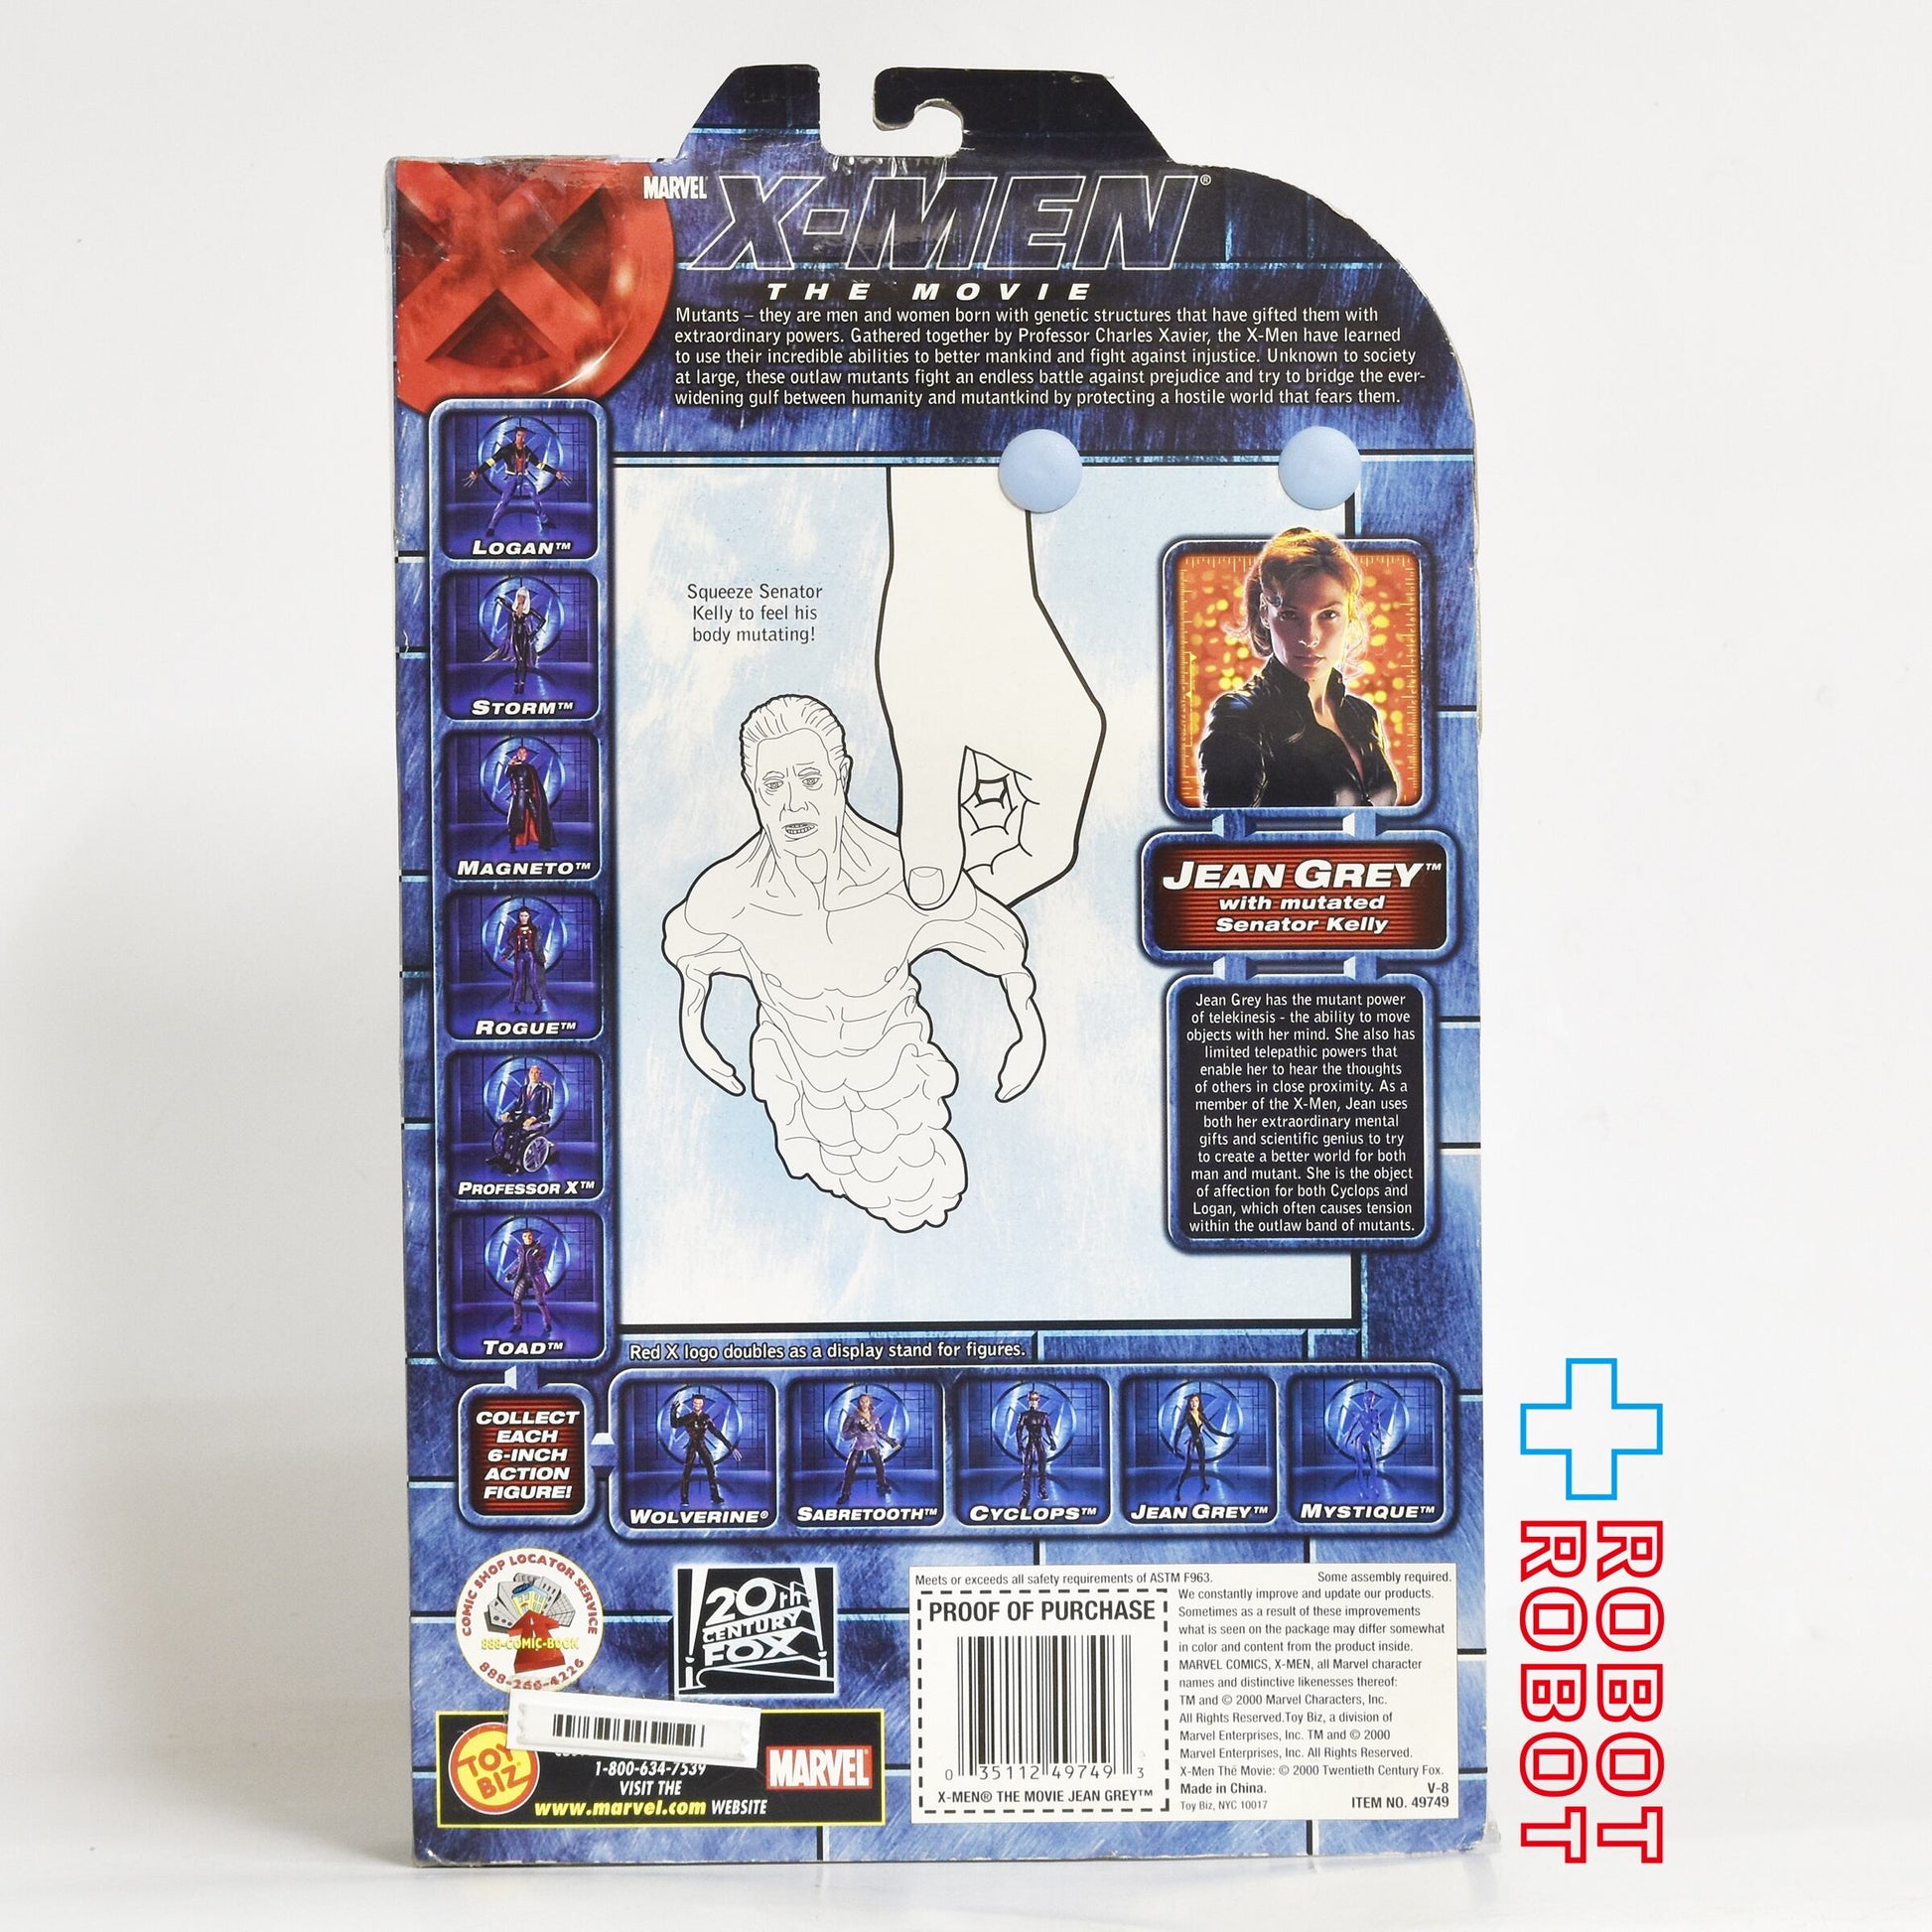 MARVEL X-MEN®
THE MOVIE
Mutants – they are men and women born with genetic structures that have gifted them with
extraordinary powers. Gathered together by Professor Charles Xavier, the X-Men have learned
to use their incredible abilities to better mankind and fight against injustice. Unknown to society
at large, these outlaw mutants fight an endless battle against prejudice and try to bridge the ever-
widening gulf between humanity and mutantkind by protecting a hostile world that fears them.
LOGAN™
STORM™
MAGNETO™
ROGUE™
PROFESSOR X™
TOAD™
Squeeze Senator
Kelly to feel his
body mutating!
JEAN GREY™
with mutated
Senator Kelly
Jean Grey has the mutant power
of telekinesis - the ability to move
objects with her mind. She also has
limited telepathic powers that
enable her to hear the thoughts
of others in close proximity. As a
member of the X-Men, Jean uses
both her extraordinary mental
gifts and scientific genius to try
to create a better world for both
man and mutant. She is the object
of affection for both Cyclops and
Logan, which often causes tension
within the outlaw band of mutants.
Red X logo doubles as a display stand for figures.
COLLECT
EACH
6-INCH
ACTION
FIGURE!
WOLVERINE®
SABRETOOTH™
CYCLOPS™
JEAN GREY™
MYSTIQUE™
COMIC SHOP LOCATOR SERVICE
888-COMIC-BOOK
888-266-4226
20th
CENTURY
FOX
TOY
BIZ
1-800-634-7539
VISIT THE
www.marvel.com WEBSITE
MARVEL
Meets or exceeds all safety requirements of ASTM F963.
Some assembly required.
PROOF OF PURCHASE
0 35112 49749 3
X-MEN® THE MOVIE JEAN GREY™
We constantly improve and update our products.
Sometimes as a result of these improvements
what is seen on the package may differ somewhat
in color and content from the product inside.
MARVEL COMICS, X-MEN, all Marvel character
names and distinctive likenesses thereof:
TM and © 2000 Marvel Characters, Inc.
All Rights Reserved.Toy Biz, a division of
Marvel Enterprises, Inc. TM and © 2000
Marvel Enterprises, Inc. All Rights Reserved.
X-Men The Movie: © 2000 Twentieth Century Fox.
Made in China. V-8
Toy Biz, NYC 10017 ITEM NO. 49749
ROBOT
ROBOT